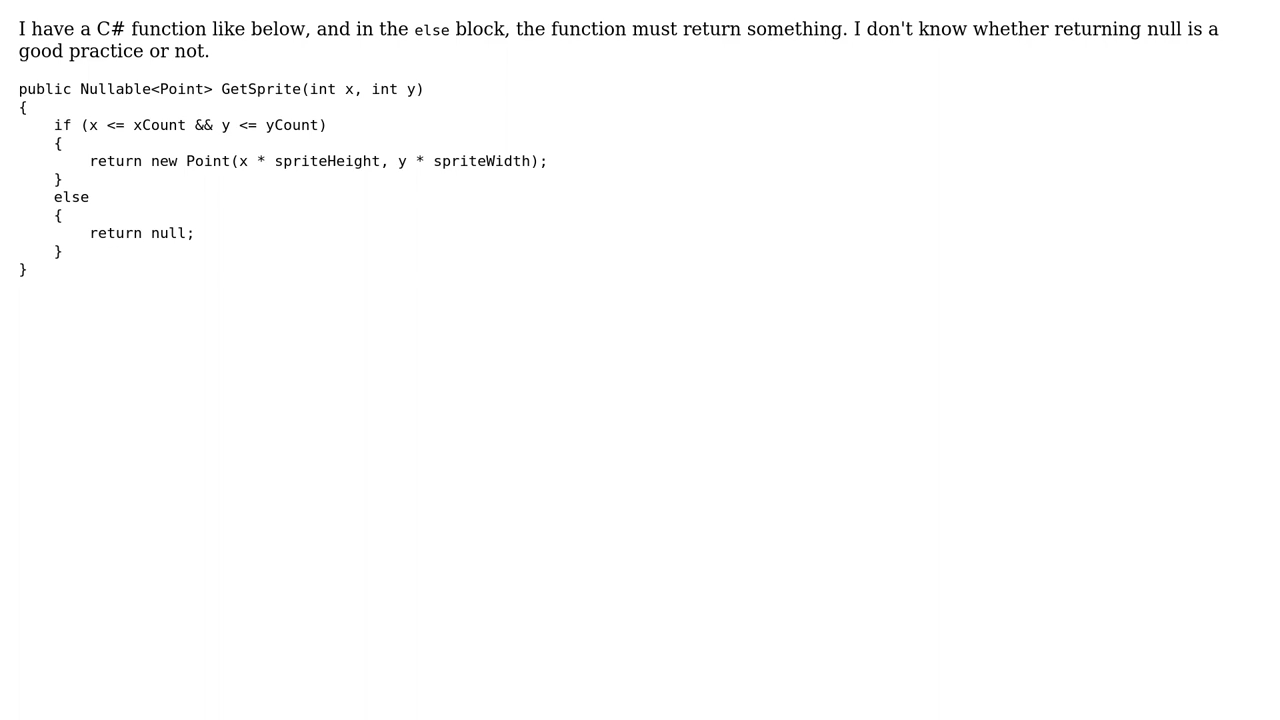 I have a C# function like below, and in the else block, the function must return something. I don't know whether returning null is a
good practice or not.
public Nullable<Point> GetSprite(int x, int y)
{
    if (x <= xCount && y <= yCount)
    {
        return new Point(x * spriteHeight, y * spriteWidth);
    }
    else
    {
        return null;
    }
}